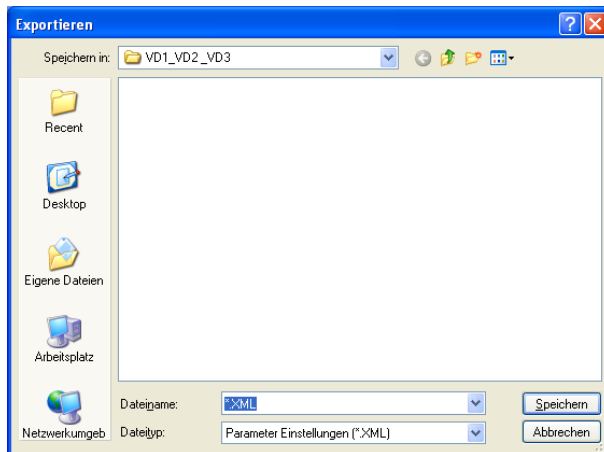 Exportieren
Speichern in: VD1_VD2_VD3
Recent
Desktop
Eigene Dateien
Arbeitsplatz
Netzwerkumgeb
Dateiname: *.XML
Speichern
Dateityp: Parameter Einstellungen (*.XML)
Abbrechen